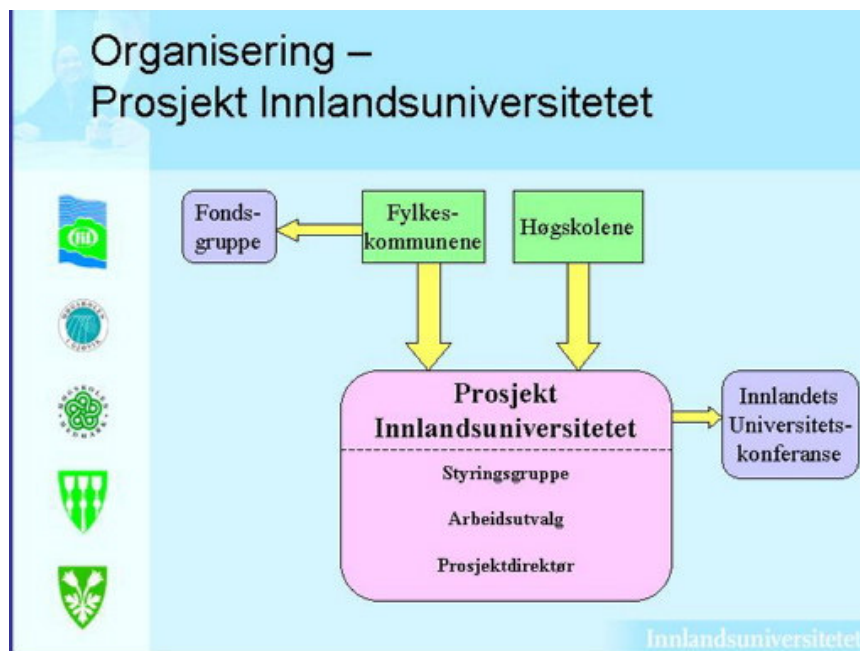 Organisering –
Prosjekt Innlandsuniversitetet
Fonds-
gruppe
Fylkes-
kommunene
Høgskolene
Prosjekt
Innlandsuniversitetet
Styringsgruppe
Arbeidsutvalg
Prosjektdirektør
Innlandets
Universitets-
konferanse
Innlandsuniversitetet